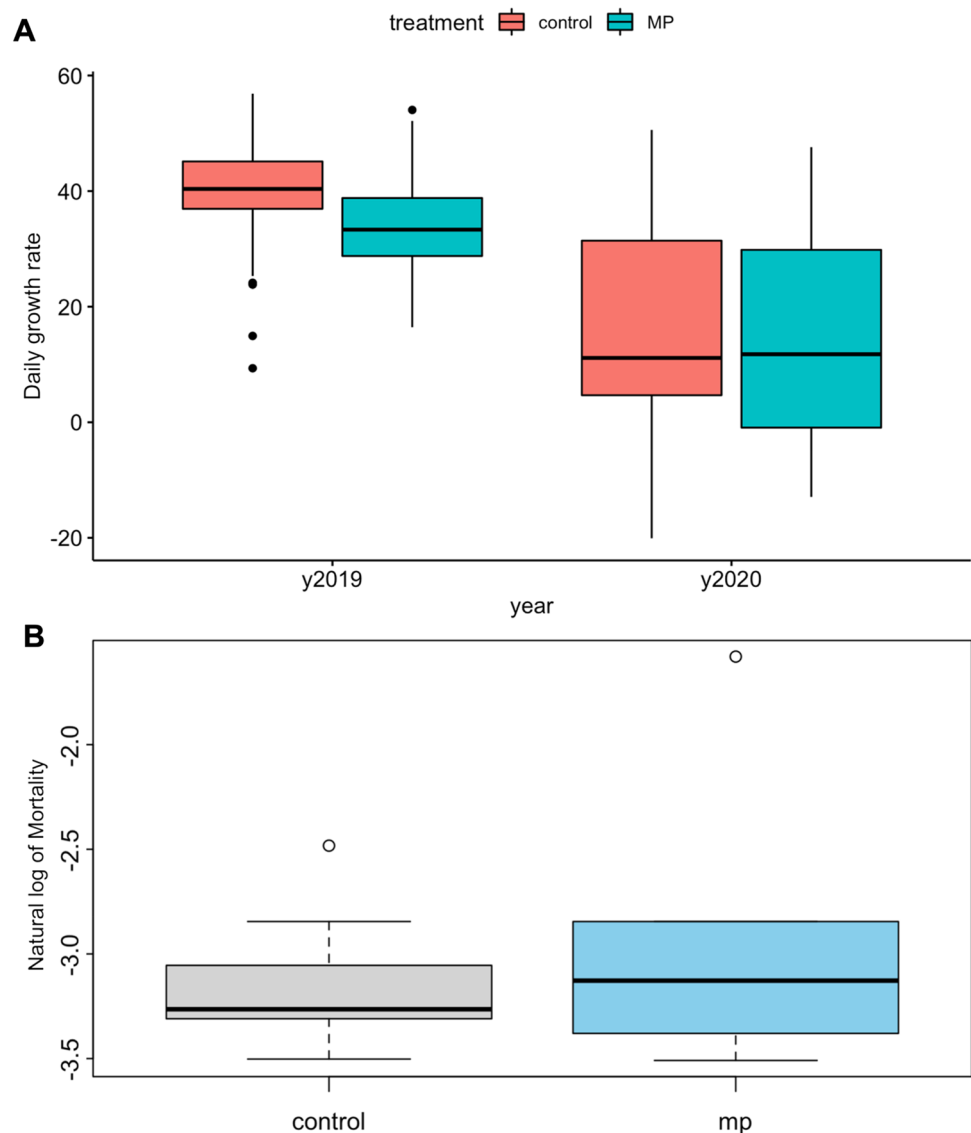 A
treatment control MP
Daily growth rate
60
40
20
0
-20
y2019 y2020
year
B
Natural log of Mortality
-2.0
-2.5
-3.0
-3.5
control mp